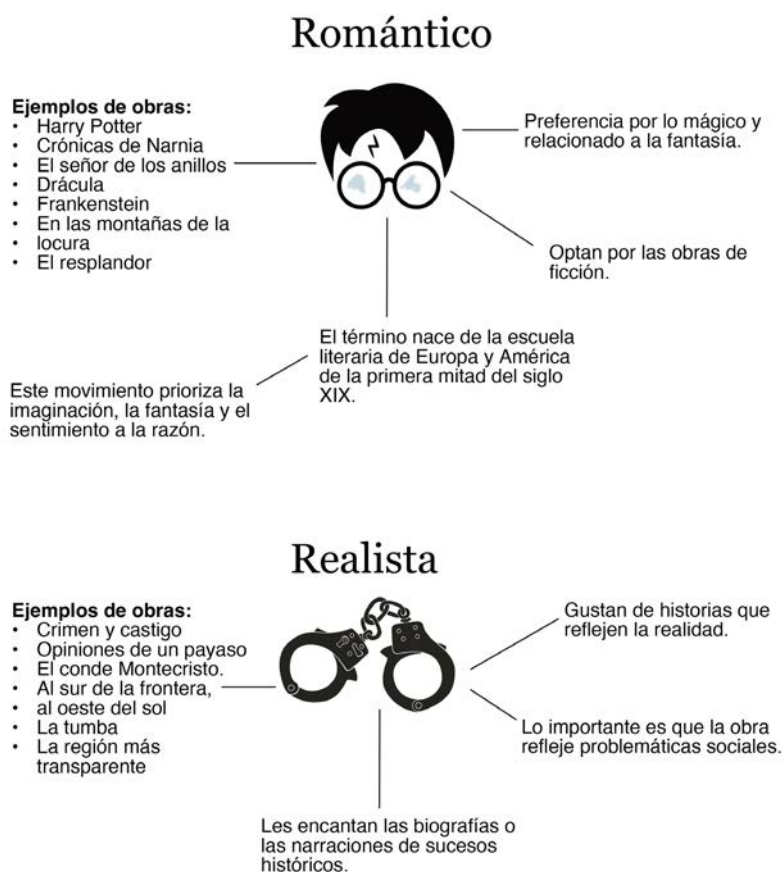 Romántico
Ejemplos de obras:
• Harry Potter
• Crónicas de Narnia
• El señor de los anillos
• Drácula
• Frankenstein
• En las montañas de la
• locura
• El resplandor
Preferencia por lo mágico y
relacionado a la fantasía.
Optan por las obras de
ficción.
El término nace de la escuela
literaria de Europa y América
de la primera mitad del siglo
XIX.
Este movimiento prioriza la
imaginación, la fantasía y el
sentimiento a la razón.
Realista
Ejemplos de obras:
• Crimen y castigo
• Opiniones de un payaso
• El conde Montecristo.
• Al sur de la frontera,
• al oeste del sol
• La tumba
• La región más
transparente
Gustan de historias que
reflejen la realidad.
Lo importante es que la obra
refleje problemáticas sociales.
Les encantan las biografías o
las narraciones de sucesos
históricos.